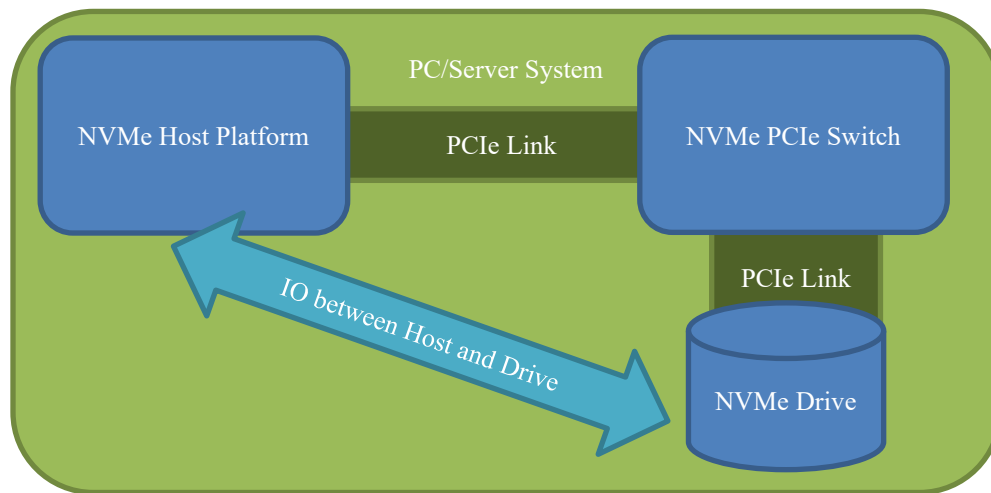 PC/Server System
NVMe Host Platform
PCIe Link
NVMe PCIe Switch
PCIe Link
IO between Host and Drive
NVMe Drive